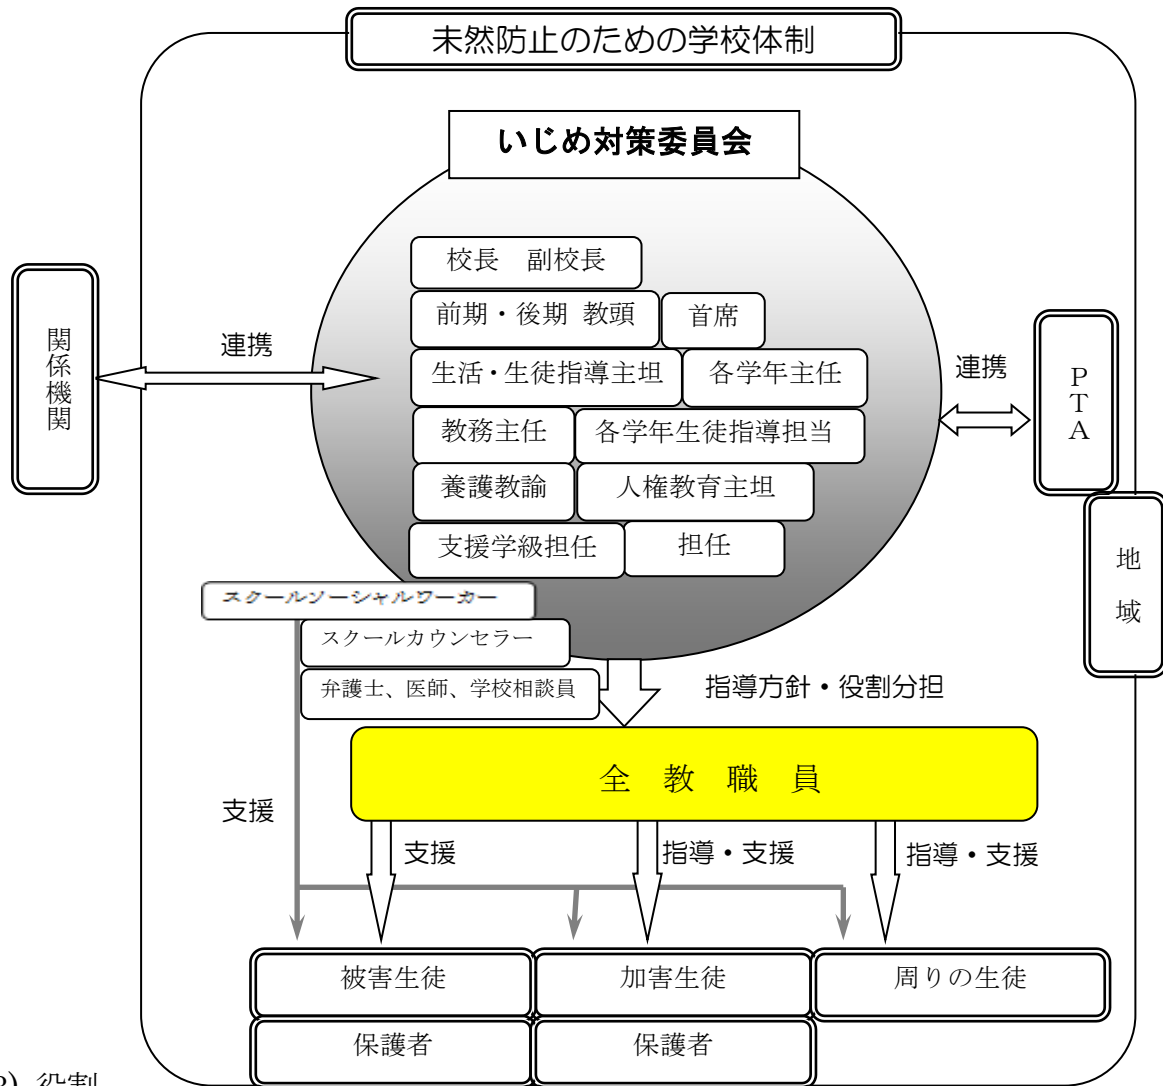 未然防止のための学校体制
いじめ対策委員会
校長 副校長
前期・後期 教頭
首席
生活・生徒指導主坦
各学年主任
教務主任
各学年生徒指導担当
養護教諭
人権教育主坦
支援学級担任
担任
関係機関
連携
連携
PTA
地域
スクールソーシャルワーカー
スクールカウンセラー
弁護士、医師、学校相談員
指導方針・役割分担
全教職員
支援
支援
指導・支援
指導・支援
被害生徒
加害生徒
周りの生徒
保護者
保護者
役割